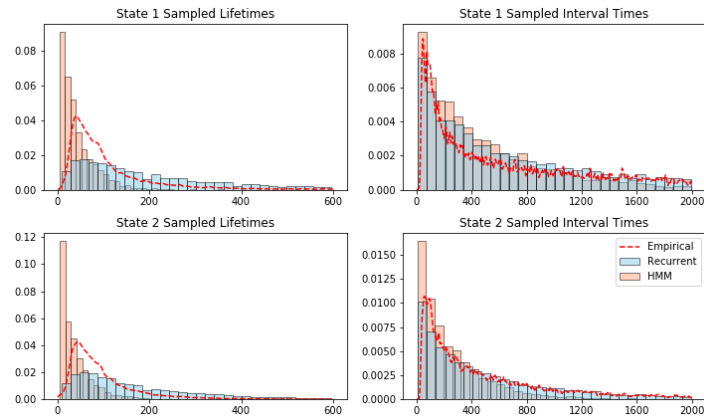 State 1 Sampled Lifetimes
0.08
0.06
0.04
0.02
0.00
0 200 400 600
State 1 Sampled Interval Times
0.008
0.006
0.004
0.002
0.000
0 400 800 1200 1600 2000
State 2 Sampled Lifetimes
0.12
0.10
0.08
0.06
0.04
0.02
0.00
0 200 400 600
State 2 Sampled Interval Times
0.0150
0.0125
0.0100
0.0075
0.0050
0.0025
0.0000
0 400 800 1200 1600 2000
Empirical
Recurrent
HMM